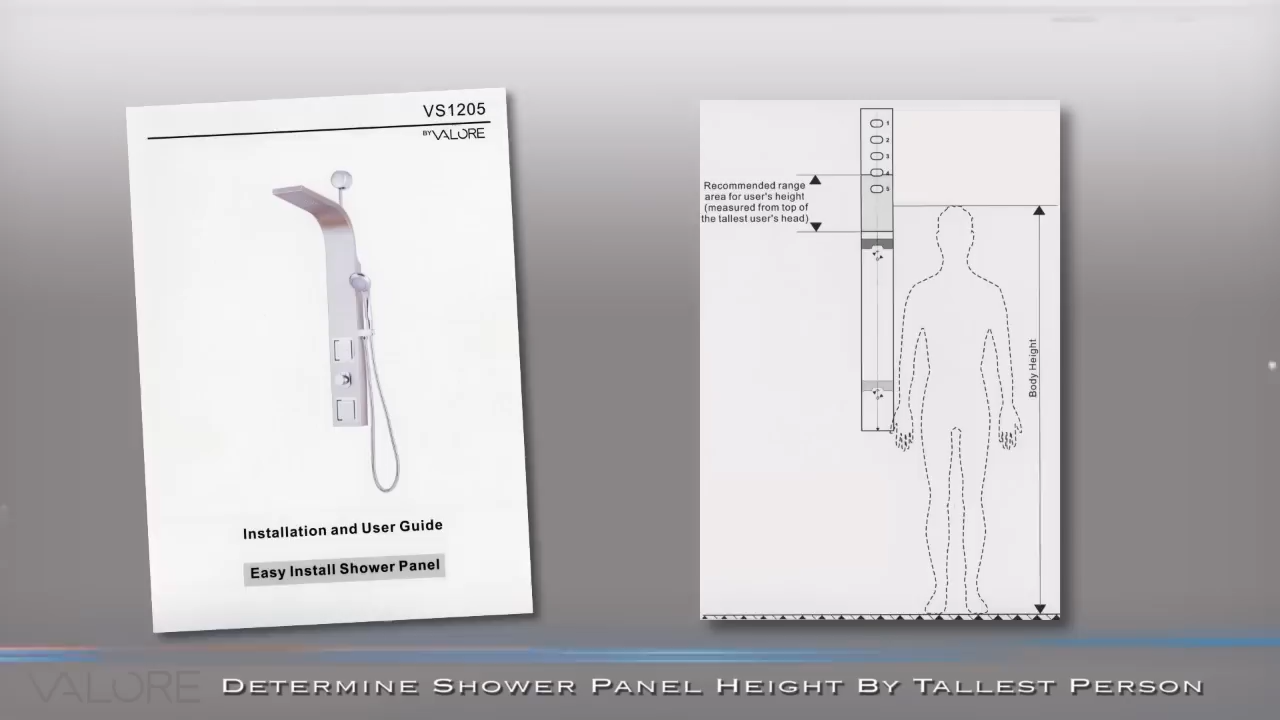 VS1205
BY VALORE
Installation and User Guide
Easy Install Shower Panel
1
2
3
4
5
Recommended range
area for user's height
(measured from top of
the tallest user's head)
Body Height
VALORE
Determine Shower Panel Height By Tallest Person